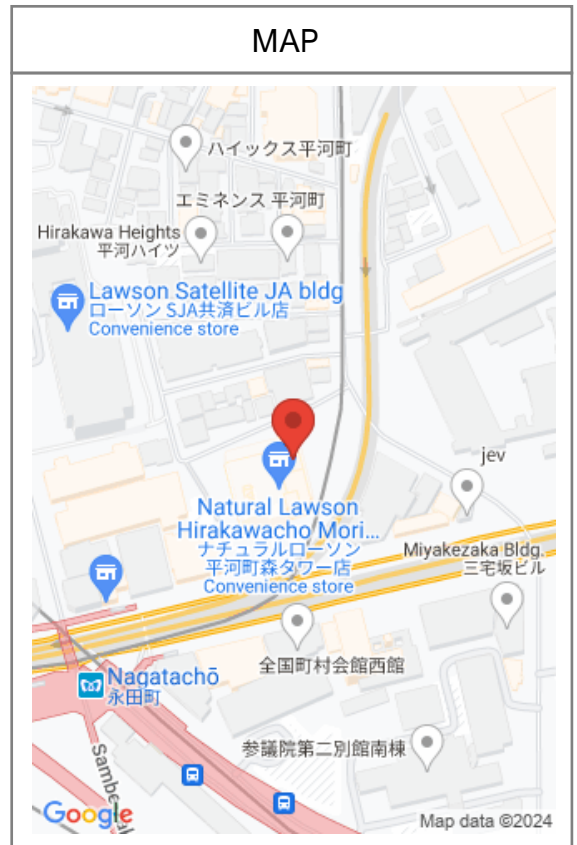 MAP
ハイックス平河町
エミネンス 平河町
Hirakawa Heights
平河ハイツ
Lawson Satellite JA bldg
ローソン SJA共済ビル店
Convenience store
jev
Natural Lawson
Hirakawacho Mori...
ナチュラルローソン
平河町森タワー店
Convenience store
Miyakezaka Bldg.
三宅坂ビル
全国町村会館西館
Nagatachō
永田町
参議院第二別館南棟
Google
Map data ©2024